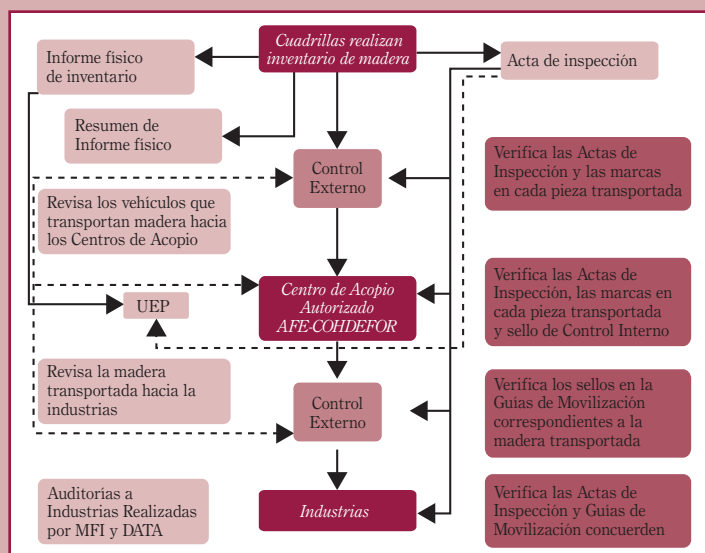 Cuadrillas realizan
inventario de madera
Informe físico
de inventario
Acta de inspección
Resumen de
Informe físico
Control
Externo
Verifica las Actas de
Inspección y las marcas
en cada pieza transportada
Revisa los vehículos que
transportan madera hacia
los Centros de Acopio
Centro de Acopio
Autorizado
AFE-COHDEFOR
Verifica las Actas de
Inspección, las marcas en
cada pieza transportada
y sello de Control Interno
UEP
Revisa la madera
transportada hacia la
industrias
Control
Externo
Verifica los sellos en la
Guías de Movilización
correspondientes a la
madera transportada
Auditorías a
Industrias Realizadas
por MFI y DATA
Industrias
Verifica las Actas de
Inspección y Guías de
Movilización concuerden